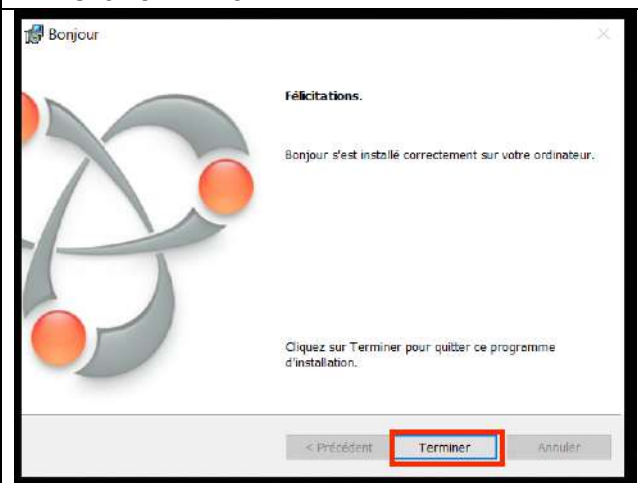 Bonjour
Félicitations.
Bonjour s'est installé correctement sur votre ordinateur.
Cliquez sur Terminer pour quitter ce programme
d'installation.
< Précédent
Terminer
Annuler